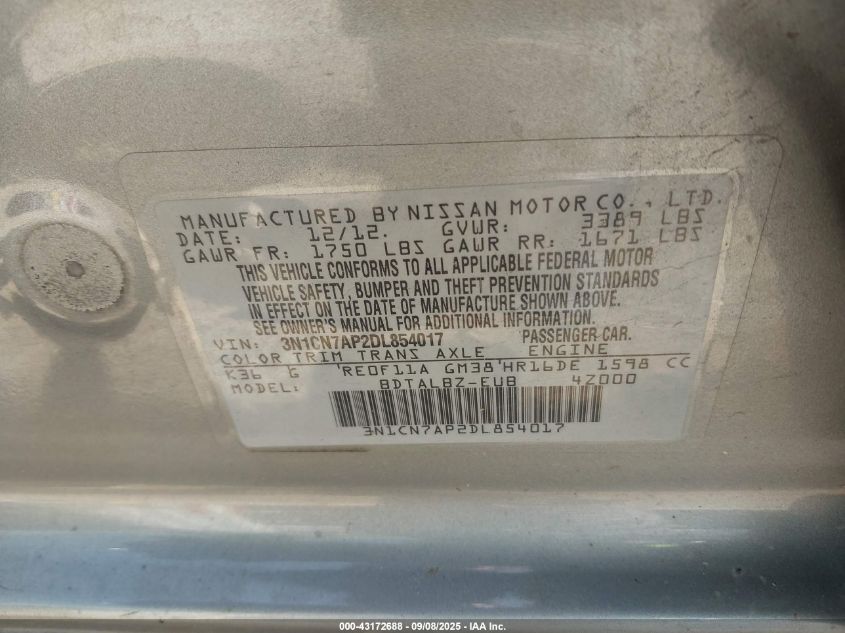 MANUFACTURED BY NISSAN MOTOR CO., LTD.
DATE: 12/12. GVWR: 3389 LBS
GAWR FR: 1750 LBS GAWR RR: 1671 LBS
THIS VEHICLE CONFORMS TO ALL APPLICABLE FEDERAL MOTOR
VEHICLE SAFETY, BUMPER AND THEFT PREVENTION STANDARDS
IN EFFECT ON THE DATE OF MANUFACTURE SHOWN ABOVE.
SEE OWNER'S MANUAL FOR ADDITIONAL INFORMATION.
VIN: 3N1CN7AP2DL854017 PASSENGER CAR.
COLOR TRIM TRANS AXLE ENGINE
K36 G RE0F11A GM38 HR16DE 1598 CC
MODEL: BDTALBZ-EUB 4Z000
3N1CN7AP2DL854017
000-43172688 - 09/08/2025 - IAA Inc.